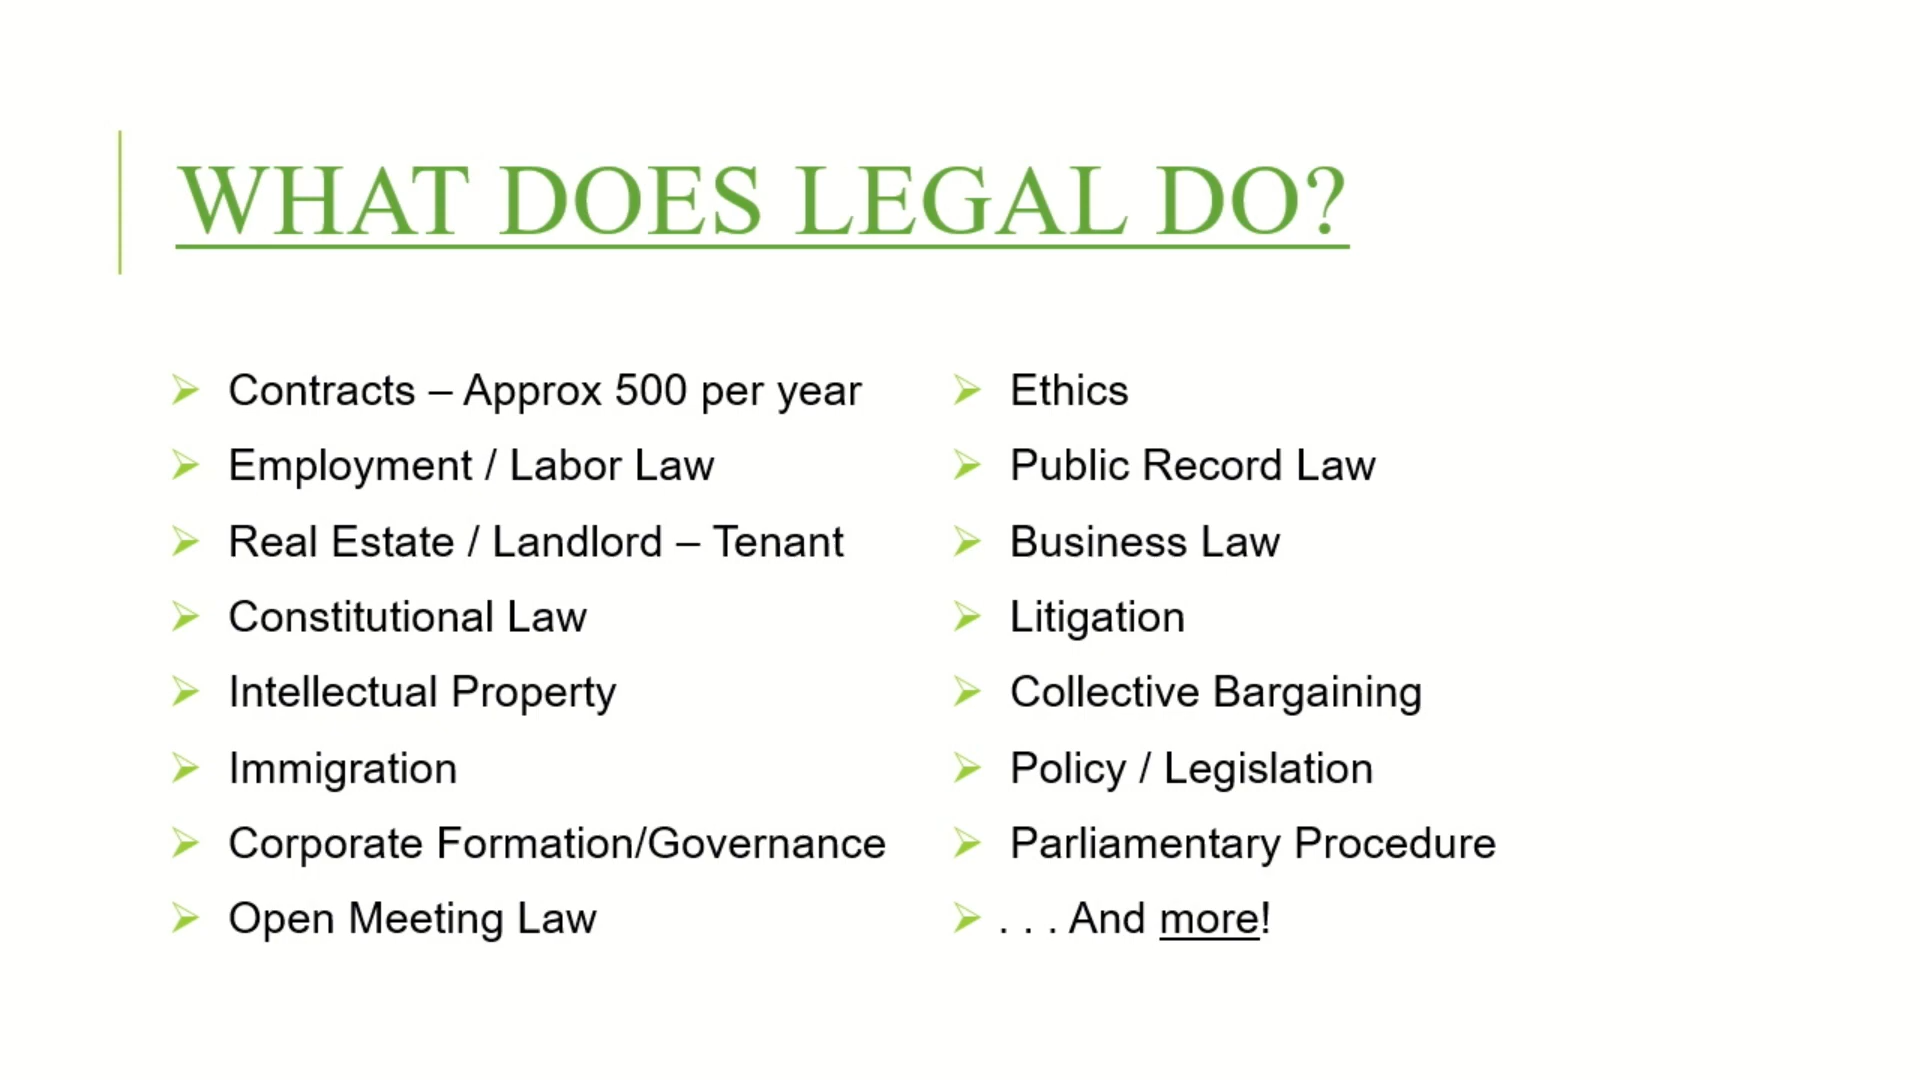 WHAT DOES LEGAL DO?
Contracts – Approx 500 per year
Employment / Labor Law
Real Estate / Landlord – Tenant
Constitutional Law
Intellectual Property
Immigration
Corporate Formation/Governance
Open Meeting Law
Ethics
Public Record Law
Business Law
Litigation
Collective Bargaining
Policy / Legislation
Parliamentary Procedure
. . . And more!